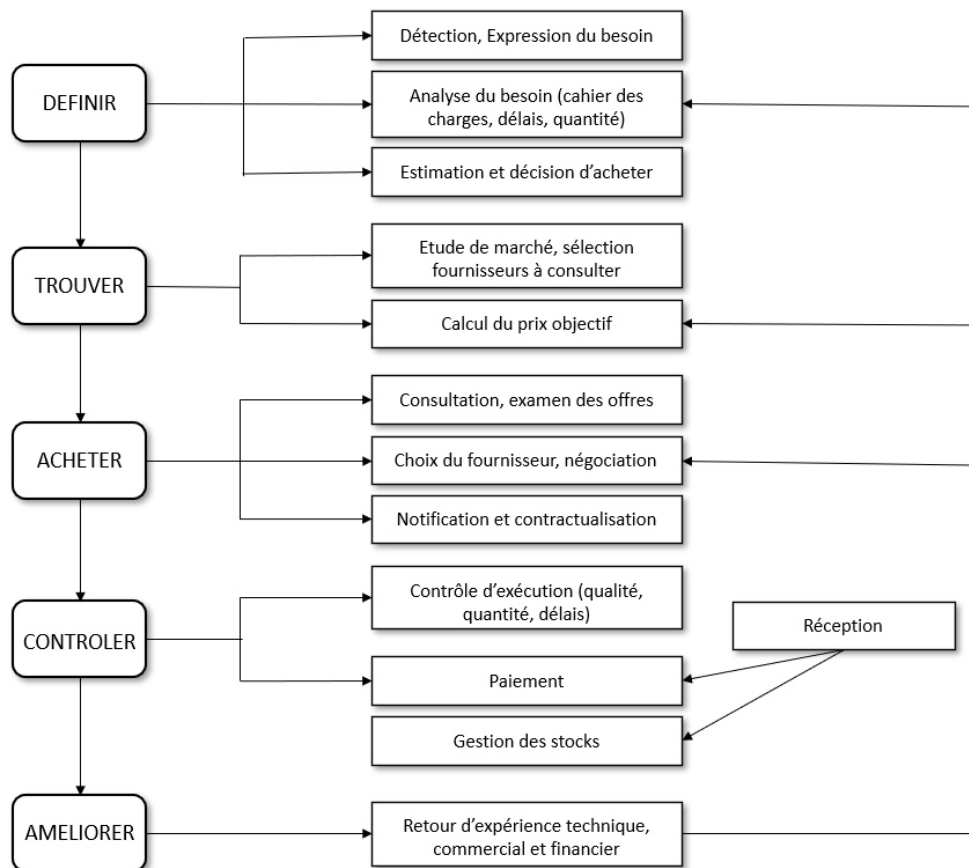 DEFINIR
Détection, Expression du besoin
Analyse du besoin (cahier des
charges, délais, quantité)
Estimation et décision d’acheter
TROUVER
Etude de marché, sélection
fournisseurs à consulter
Calcul du prix objectif
ACHETER
Consultation, examen des offres
Choix du fournisseur, négociation
Notification et contractualisation
CONTROLER
Contrôle d’exécution (qualité,
quantité, délais)
Réception
Paiement
Gestion des stocks
AMELIORER
Retour d’expérience technique,
commercial et financier